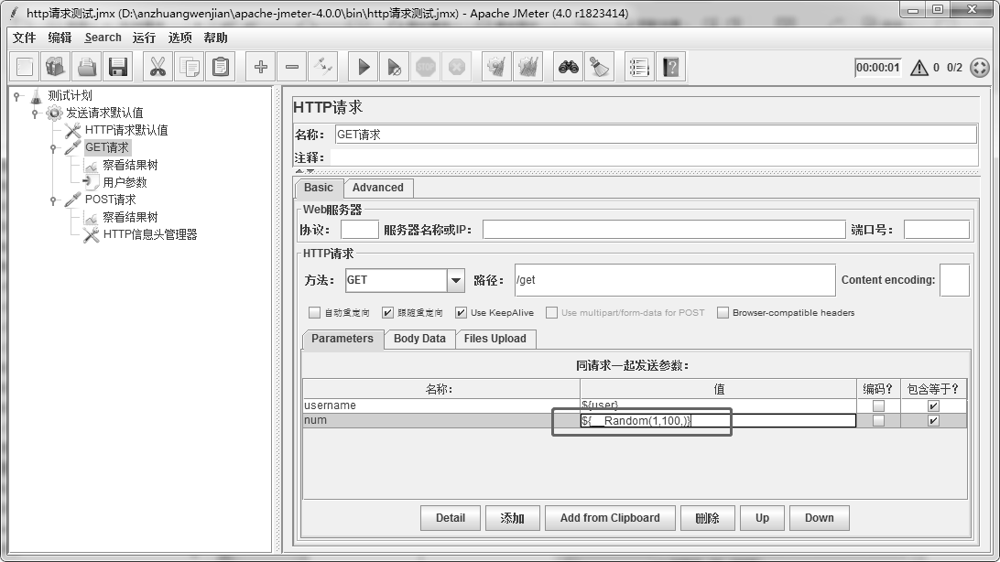 http请求测试.jmx (D:\anzhuangwenjian\apache-jmeter-4.0.0\bin\http请求测试.jmx) - Apache JMeter (4.0 r1823414)
文件 编辑 Search 运行 选项 帮助
STOP 00:00:01 0 0/2
测试计划
发送请求默认值
HTTP请求默认值
GET请求
察看结果树
用户参数
POST请求
察看结果树
HTTP信息头管理器
HTTP请求
名称： GET请求
注释：
Basic Advanced
Web服务器
协议： 服务器名称或IP： 端口号：
HTTP请求
方法： GET 路径： /get Content encoding:
自动重定向 跟随重定向 Use KeepAlive Use multipart/form-data for POST Browser-compatible headers
Parameters Body Data Files Upload
同请求一起发送参数：
名称： 值 编码？ 包含等于？
username ${user}
num ${__Random(1,100,)}
Detail 添加 Add from Clipboard 删除 Up Down